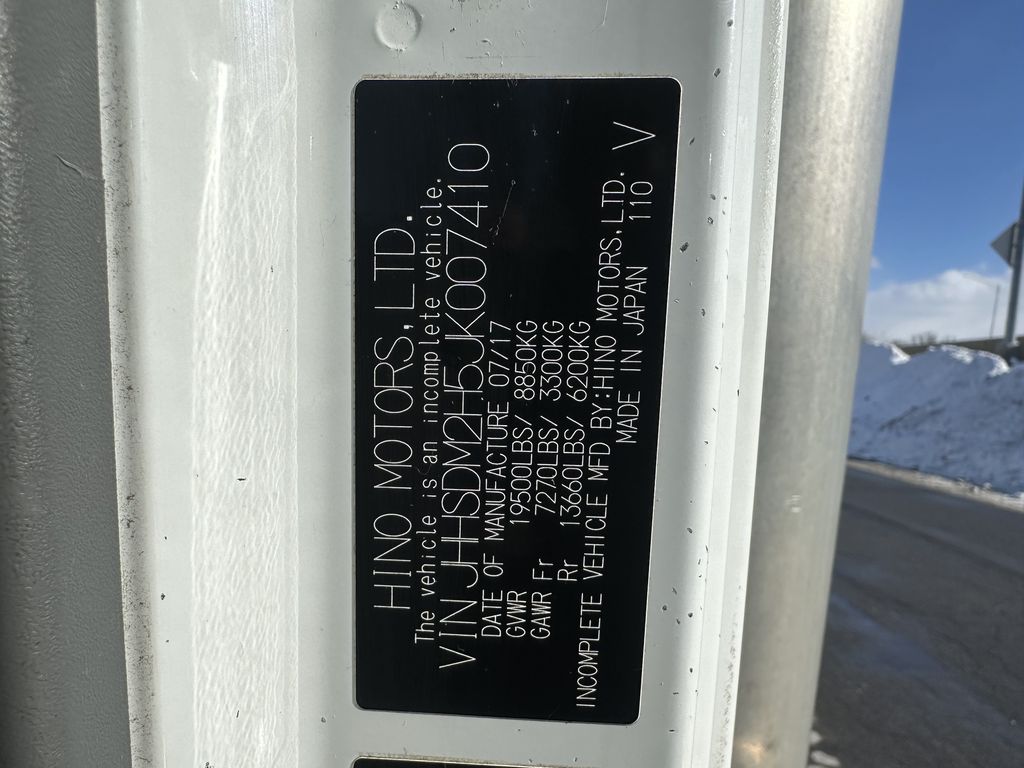 HINO MOTORS,LTD.
The vehicle is an incomplete vehicle.
VIN JHHSDM2H5JK007410
DATE OF MANUFACTURE 07/17
GVWR 19500LBS/ 8850KG
GAWR Fr 7270LBS/ 3300KG
Rr 13660LBS/ 6200KG
INCOMPLETE VEHICLE MFD BY:HINO MOTORS,LTD.
MADE IN JAPAN 110 V